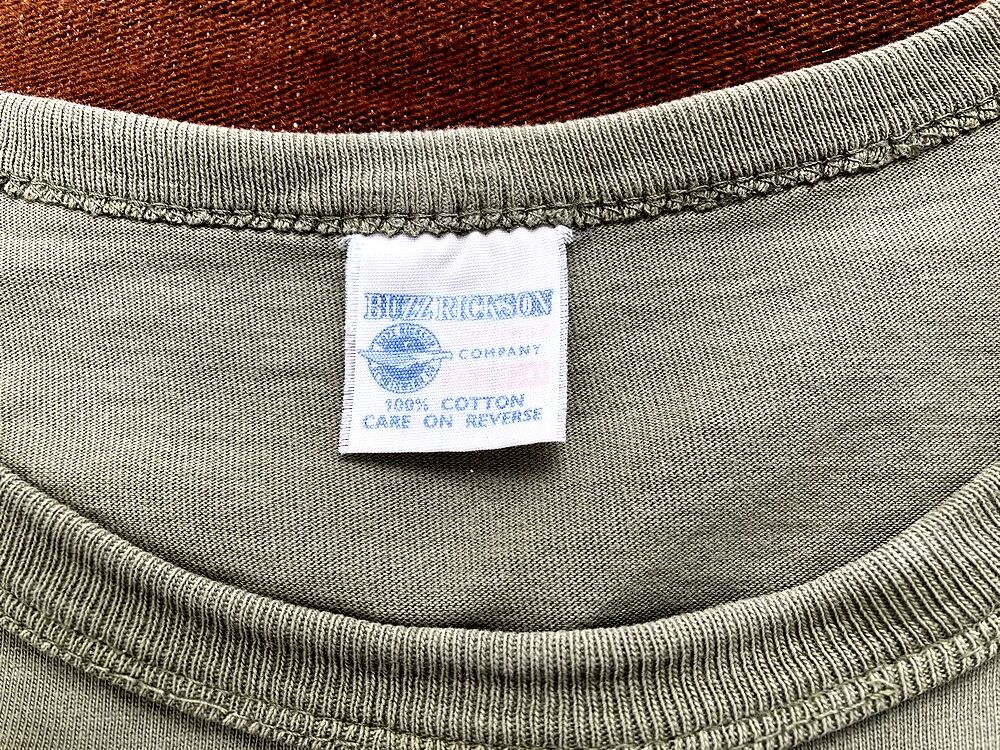 BUZZ RICKSON
COMPANY
100% COTTON
CARE ON REVERSE